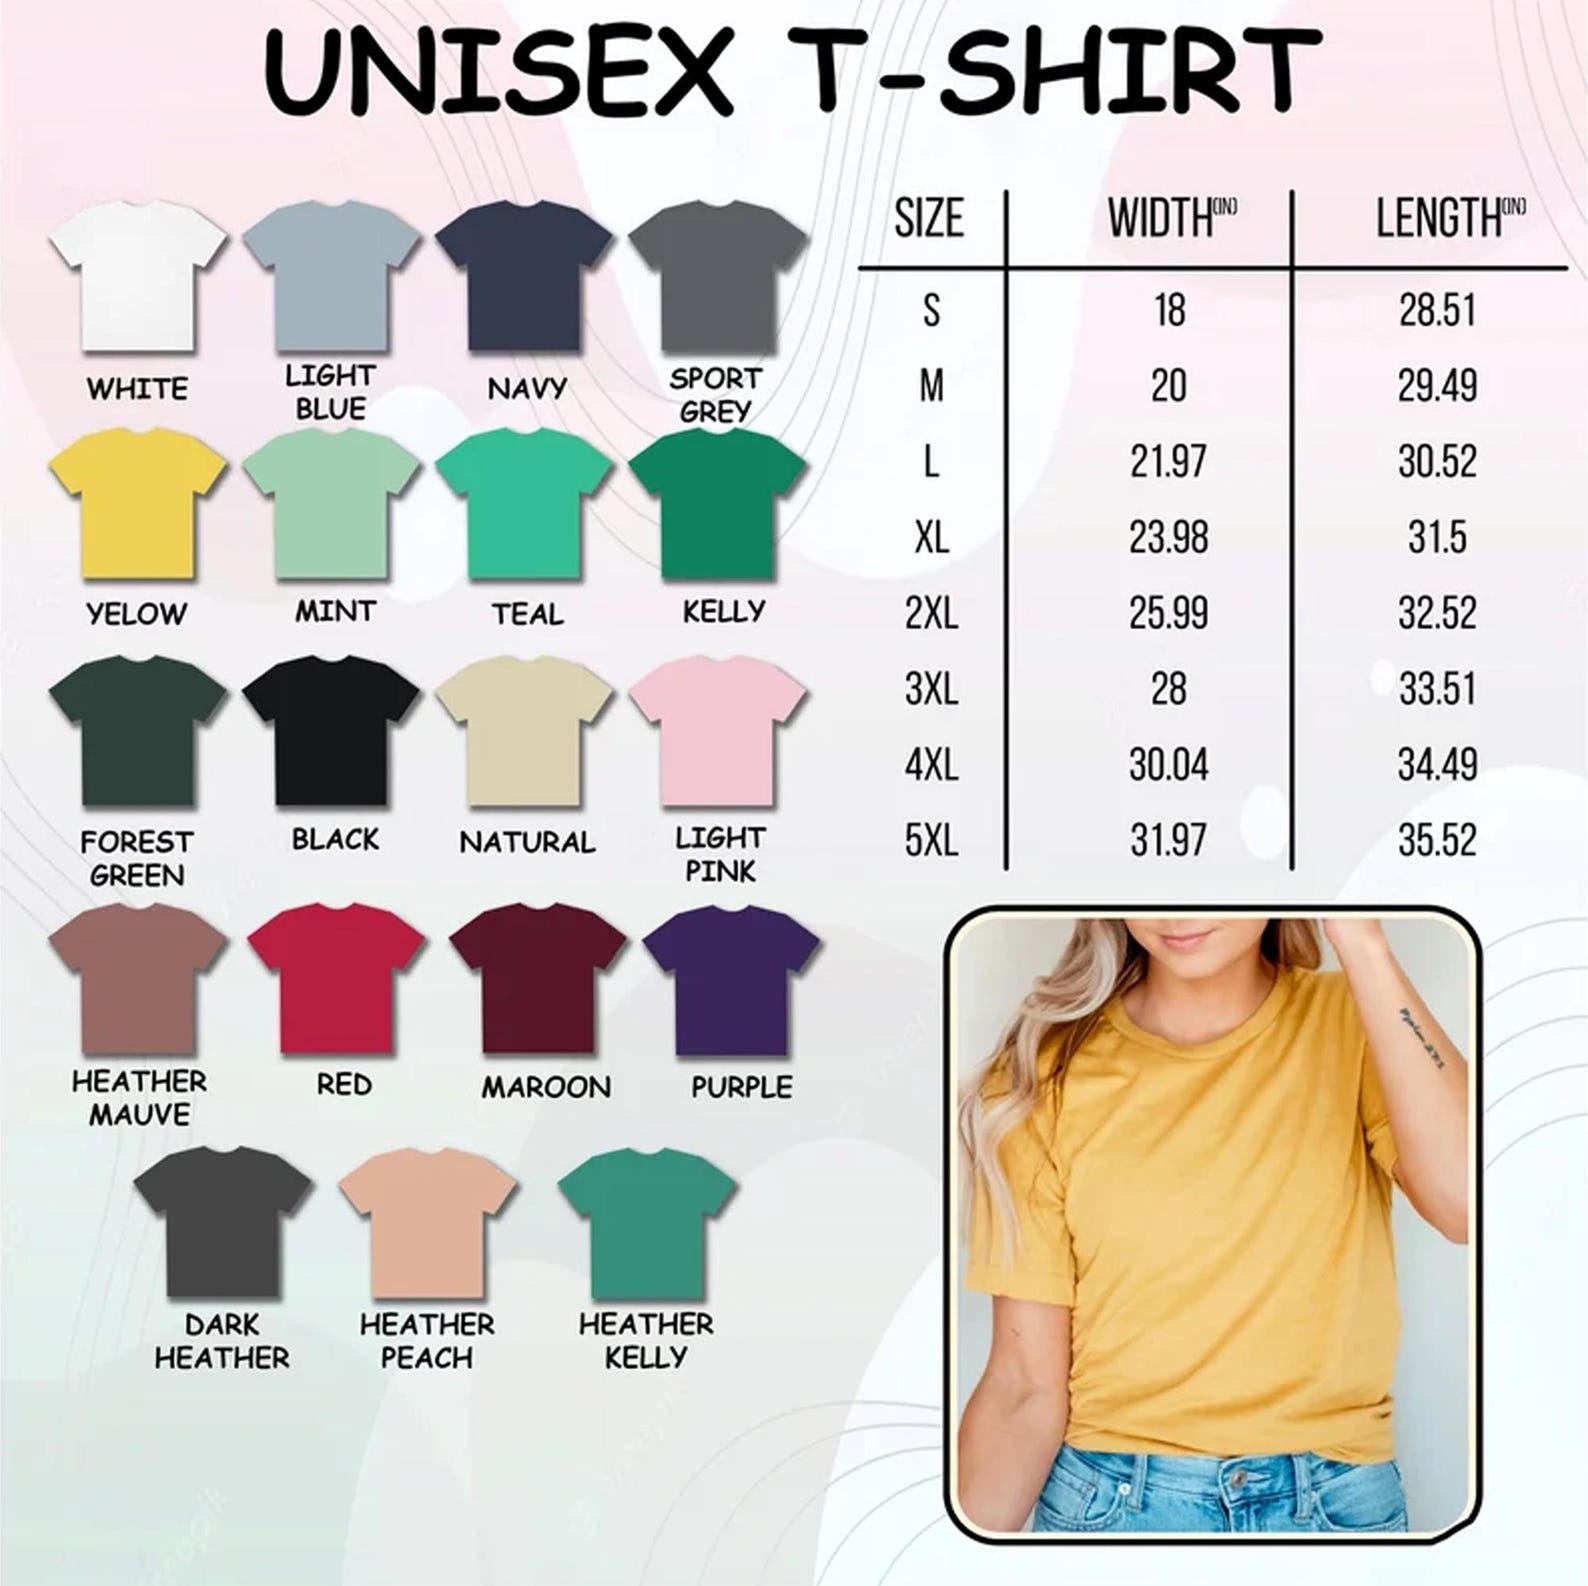 UNISEX T-SHIRT
WHITE
LIGHT
BLUE
NAVY
SPORT
GREY
YELOW
MINT
TEAL
KELLY
FOREST
GREEN
BLACK
NATURAL
LIGHT
PINK
HEATHER
MAUVE
RED
MAROON
PURPLE
DARK
HEATHER
HEATHER
PEACH
HEATHER
KELLY
SIZE WIDTH(IN) LENGTH(IN)
S 18 28.51
M 20 29.49
L 21.97 30.52
XL 23.98 31.5
2XL 25.99 32.52
3XL 28 33.51
4XL 30.04 34.49
5XL 31.97 35.52